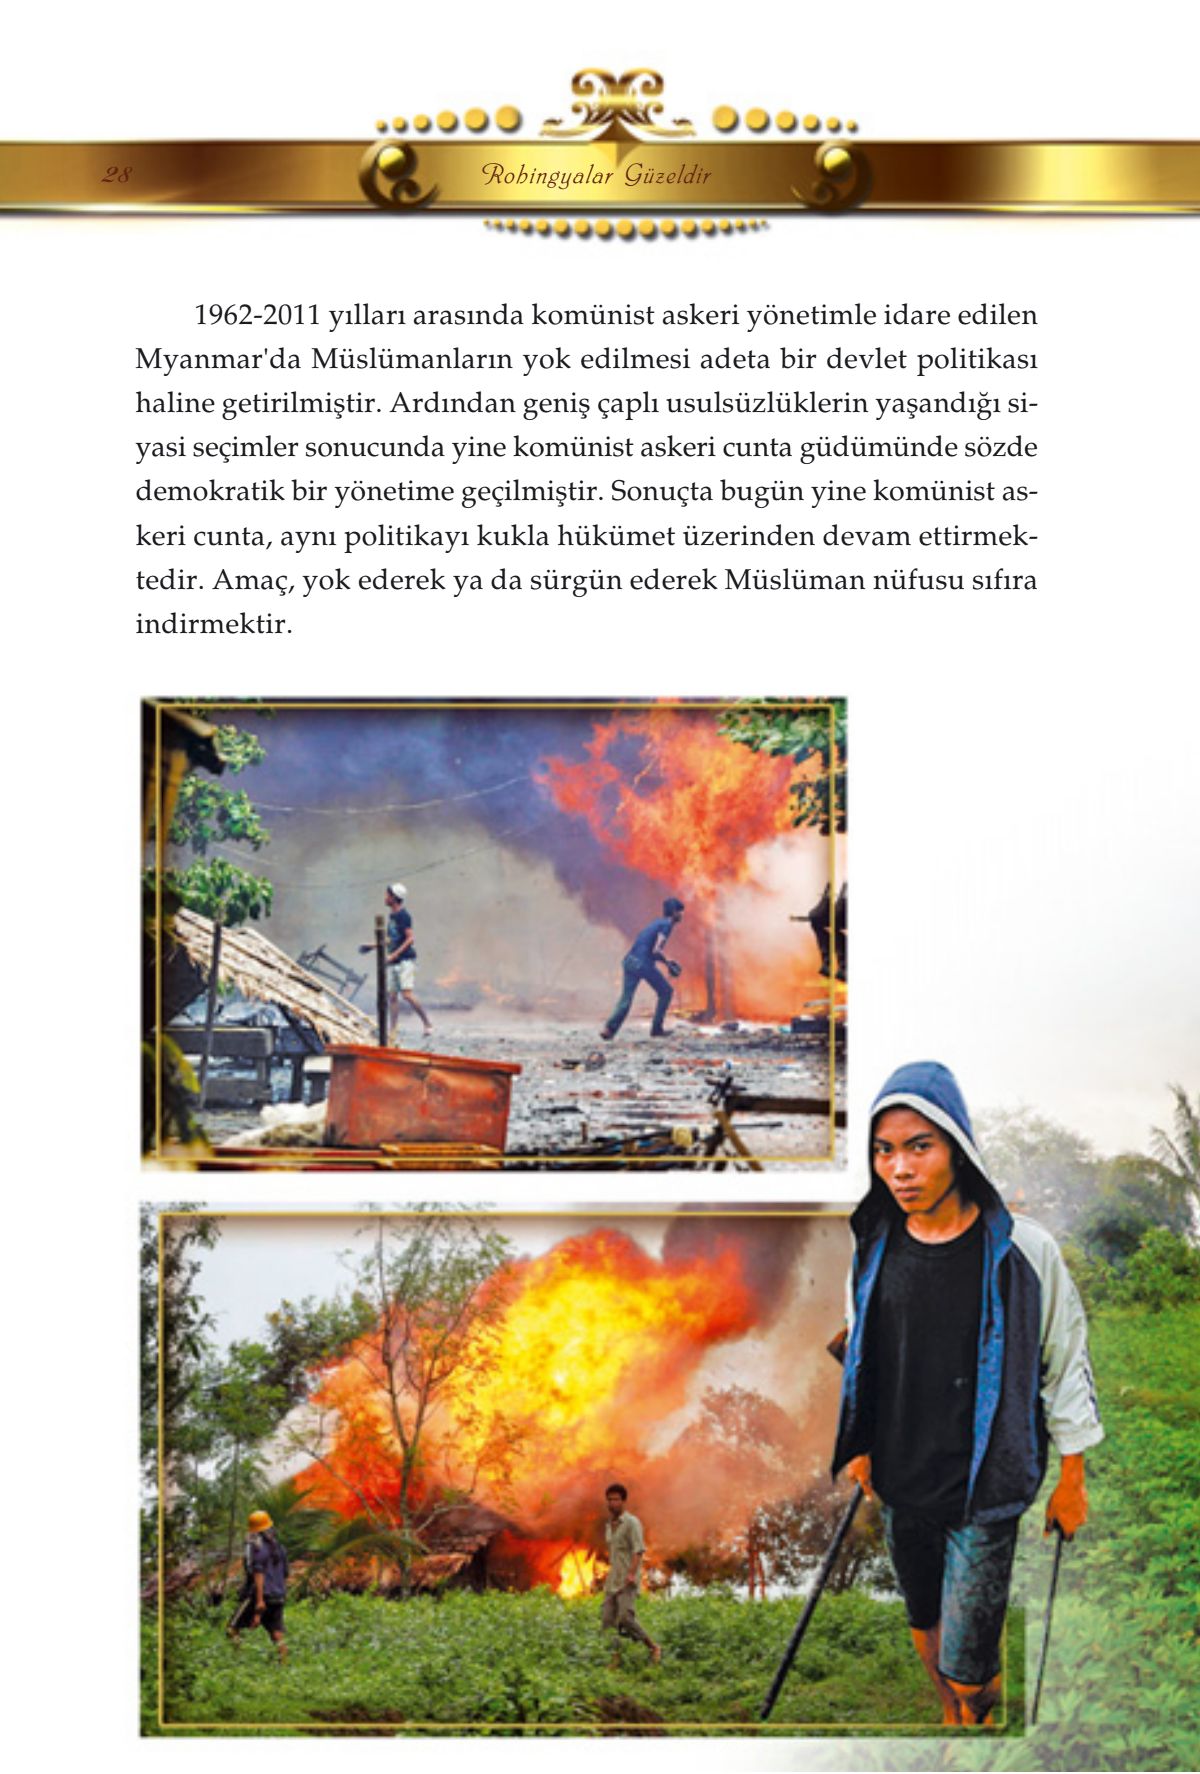 28
Rohingyalar Güzeldir
1962-2011 yılları arasında komünist askeri yönetimle idare edilen
Myanmar'da Müslümanların yok edilmesi adeta bir devlet politikası
haline getirilmiştir. Ardından geniş çaplı usulsüzlüklerin yaşandığı si-
yasi seçimler sonucunda yine komünist askeri cunta güdümünde sözde
demokratik bir yönetime geçilmiştir. Sonuçta bugün yine komünist as-
keri cunta, aynı politikayı kukla hükümet üzerinden devam ettirmek-
tedir. Amaç, yok ederek ya da sürgün ederek Müslüman nüfusu sıfıra
indirmektir.